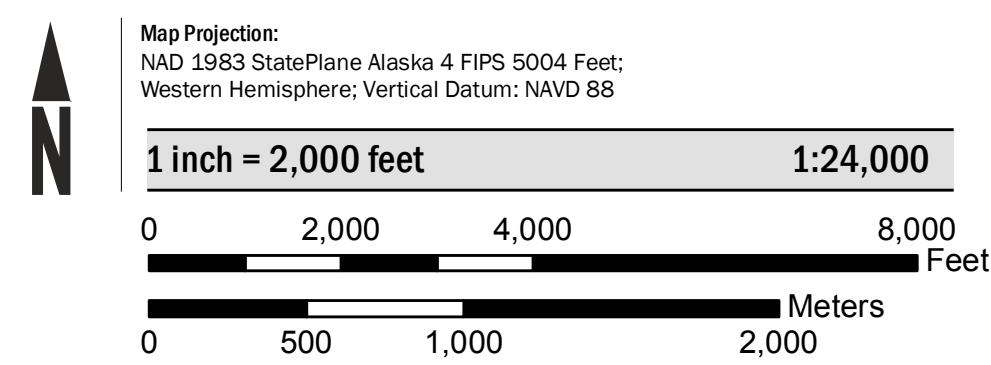 N
Map Projection:
NAD 1983 StatePlane Alaska 4 FIPS 5004 Feet;
Western Hemisphere; Vertical Datum: NAVD 88
1 inch = 2,000 feet 1:24,000
0 2,000 4,000 8,000
Feet
Meters
0 500 1,000 2,000